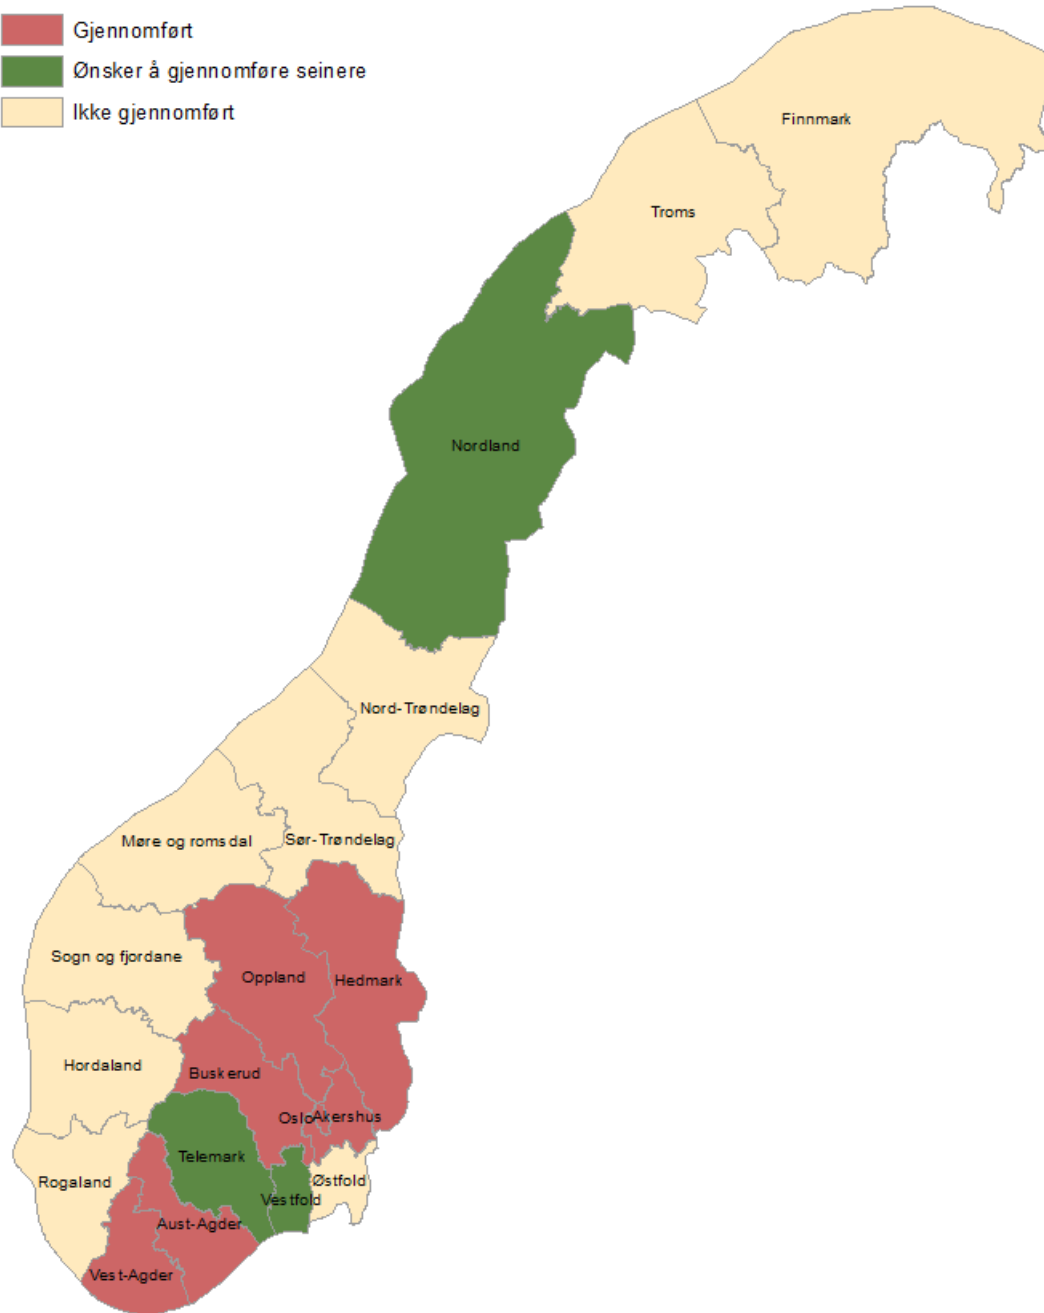 Gjennomført
Ønsker å gjennomføre seinere
Ikke gjennomført
Finnmark
Troms
Nordland
Nord-Trøndelag
Møre og romsdal
Sør-Trøndelag
Sogn og fjordane
Oppland
Hedmark
Hordaland
Buskerud
Oslo
Akershus
Telemark
Rogaland
Østfold
Vestfold
Aust-Agder
Vest-Agder